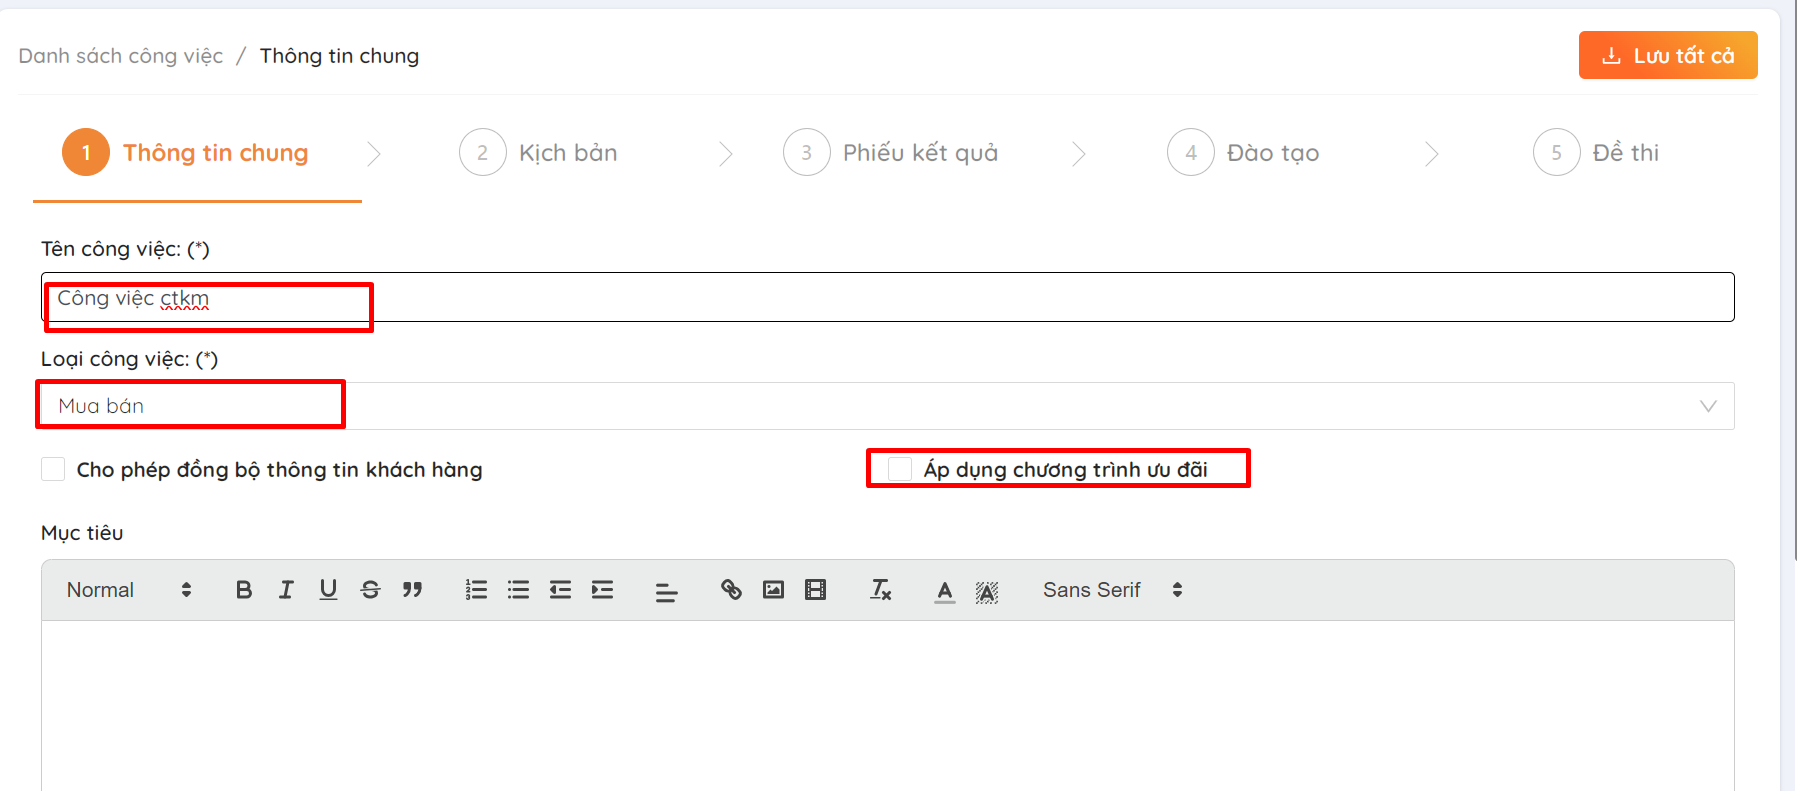 Danh sách công việc / Thông tin chung
Lưu tất cả
1 Thông tin chung
2 Kịch bản
3 Phiếu kết quả
4 Đào tạo
5 Đề thi
Tên công việc: (*)
Công việc ctkm
Loại công việc: (*)
Mua bán
Cho phép đồng bộ thông tin khách hàng
Áp dụng chương trình ưu đãi
Mục tiêu
Normal
Sans Serif